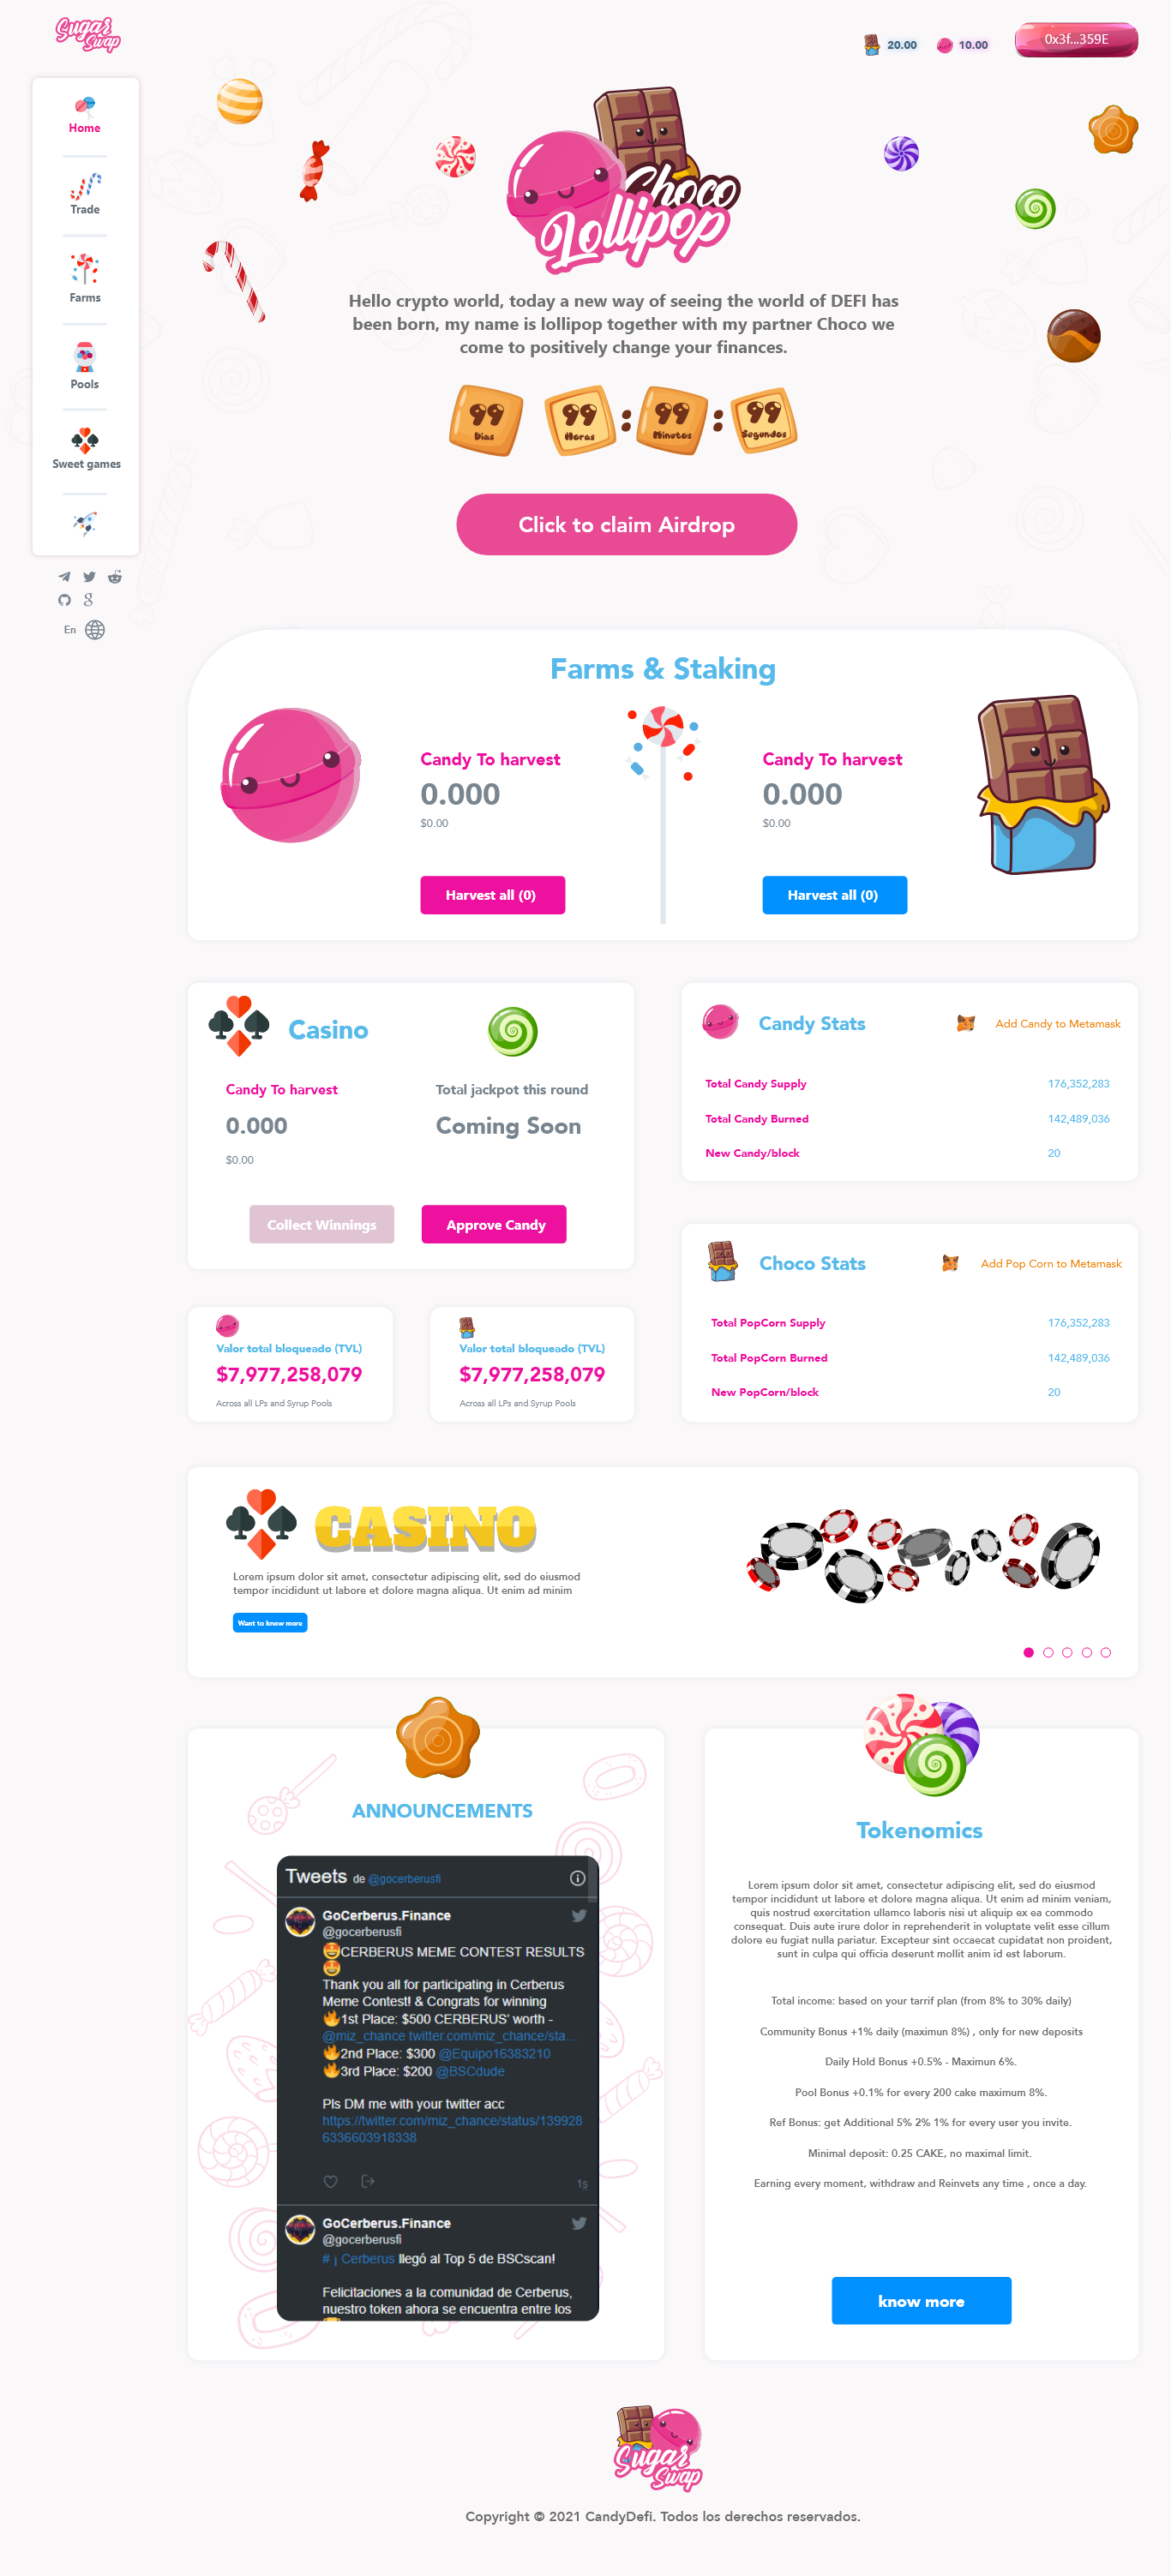 Sugar
Swap
20.00
10.00
0x3f...359E
Home
Trade
Farms
Pools
Sweet games
En
Choco
Lollipop
Hello crypto world, today a new way of seeing the world of DEFI has
been born, my name is lollipop together with my partner Choco we
come to positively change your finances.
99 : 99 : 99 : 99
Dias Horas Minutos Segundos
Click to claim Airdrop
Farms & Staking
Candy To harvest
0.000
$0.00
Harvest all (0)
Candy To harvest
0.000
$0.00
Harvest all (0)
Casino
Candy To harvest
0.000
$0.00
Total jackpot this round
Coming Soon
Collect Winnings
Approve Candy
Candy Stats
Add Candy to Metamask
Total Candy Supply 176,352,283
Total Candy Burned 142,489,036
New Candy/block 20
Choco Stats
Add Pop Corn to Metamask
Total PopCorn Supply 176,352,283
Total PopCorn Burned 142,489,036
New PopCorn/block 20
Valor total bloqueado (TVL)
$7,977,258,079
Across all LPs and Syrup Pools
Valor total bloqueado (TVL)
$7,977,258,079
Across all LPs and Syrup Pools
CASINO
Lorem ipsum dolor sit amet, consectetur adipiscing elit, sed do eiusmod
tempor incididunt ut labore et dolore magna aliqua. Ut enim ad minim
Want to know more
ANNOUNCEMENTS
Tweets de @gocerberusfi
GoCerberus.Finance
@gocerberusfi
🤩CERBERUS MEME CONTEST RESULTS
🤩
Thank you all for participating in Cerberus
Meme Contest! & Congrats for winning
🔥1st Place: $500 CERBERUS' worth -
@miz_chance twitter.com/miz_chance/sta…
🔥2nd Place: $300 @Equipo16383210
🔥3rd Place: $200 @BSCdude
Pls DM me with your twitter acc
https://twitter.com/miz_chance/status/139928
6336603918338
1s
GoCerberus.Finance
@gocerberusfi
# ¡ Cerberus llegó al Top 5 de BSCscan!
Felicitaciones a la comunidad de Cerberus,
nuestro token ahora se encuentra entre los
Tokenomics
Lorem ipsum dolor sit amet, consectetur adipiscing elit, sed do eiusmod
tempor incididunt ut labore et dolore magna aliqua. Ut enim ad minim veniam,
quis nostrud exercitation ullamco laboris nisi ut aliquip ex ea commodo
consequat. Duis aute irure dolor in reprehenderit in voluptate velit esse cillum
dolore eu fugiat nulla pariatur. Excepteur sint occaecat cupidatat non proident,
sunt in culpa qui officia deserunt mollit anim id est laborum.
Total income: based on your tarrif plan (from 8% to 30% daily)
Community Bonus +1% daily (maximun 8%) , only for new deposits
Daily Hold Bonus +0.5% - Maximun 6%.
Pool Bonus +0.1% for every 200 cake maximum 8%.
Ref Bonus: get Additional 5% 2% 1% for every user you invite.
Minimal deposit: 0.25 CAKE, no maximal limit.
Earning every moment, withdraw and Reinvets any time , once a day.
know more
Sugar
Swap
Copyright © 2021 CandyDefi. Todos los derechos reservados.